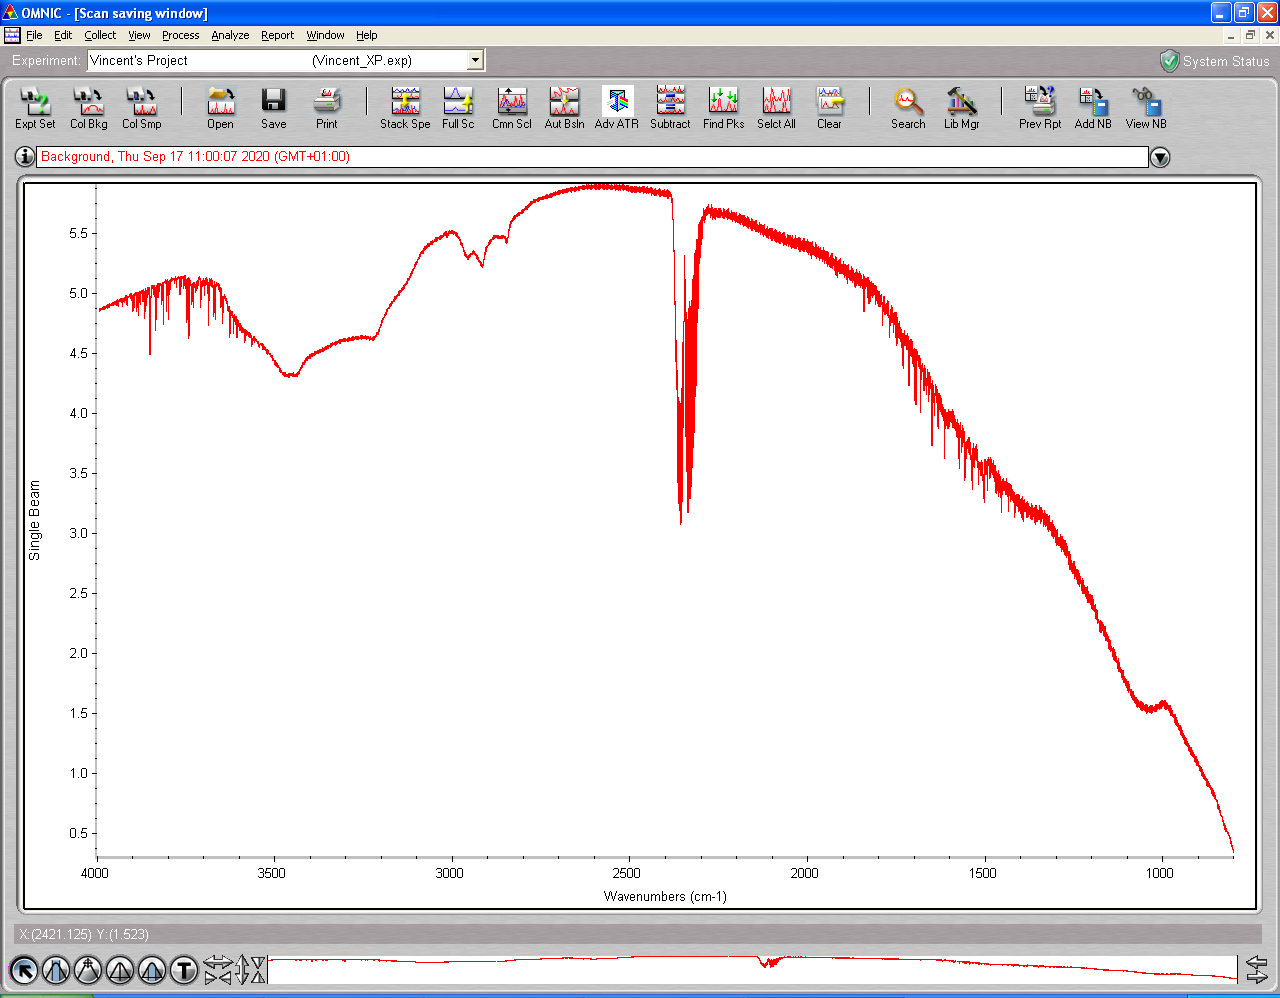 OMNIC - [Scan saving window]
File Edit Collect View Process Analyze Report Window Help
Experiment: Vincent's Project (Vincent_XP.exp) System Status
Expt Set Col Bkg Col Smp Open Save Print Stack Spe Full Sc Cmn Scl Aut Bsln Adv ATR Subtract Find Pks Selct All Clear Search Lib Mgr Prev Rpt Add NB View NB
Background, Thu Sep 17 11:00:07 2020 (GMT+01:00)
5.5
5.0
4.5
4.0
3.5
3.0
2.5
2.0
1.5
1.0
0.5
Single Beam
4000 3500 3000 2500 2000 1500 1000
Wavenumbers (cm-1)
X:(2421.125) Y:(1.523)
T